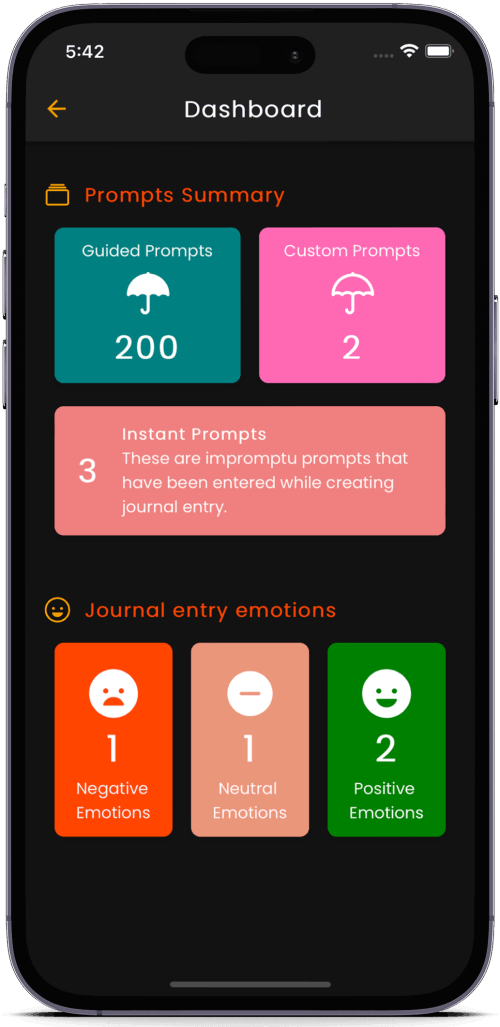 5:42
Dashboard
Prompts Summary
Guided Prompts
200
Custom Prompts
2
3
Instant Prompts
These are impromptu prompts that
have been entered while creating
journal entry.
Journal entry emotions
1
Negative
Emotions
1
Neutral
Emotions
2
Positive
Emotions